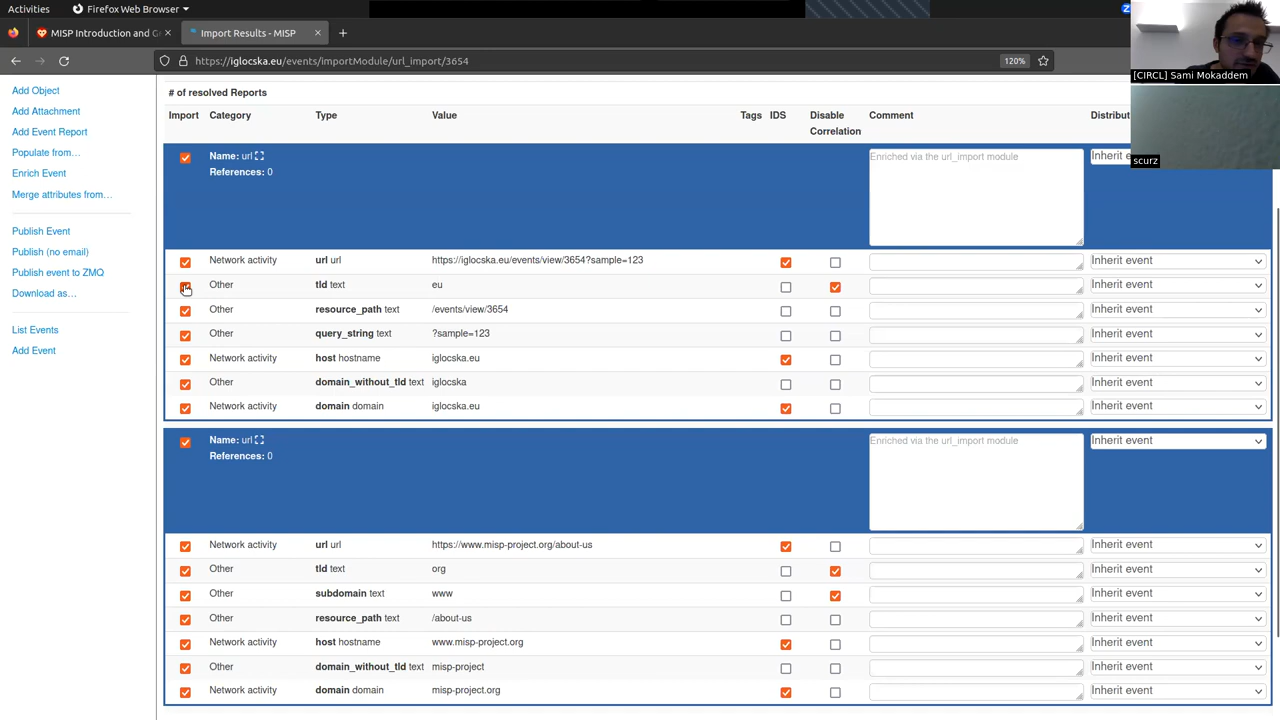 Activities
Firefox Web Browser
MISP Introduction and G
Import Results - MISP
https://iglocska.eu/events/importModule/url_import/3654
120%
[CIRCL] Sami Mokaddem
scurz
Add Object
Add Attachment
Add Event Report
Populate from…
Enrich Event
Merge attributes from…
Publish Event
Publish (no email)
Publish event to ZMQ
Download as…
List Events
Add Event
# of resolved Reports
Import Category Type Value Tags IDS Disable Correlation Comment Distribut
Name: url
References: 0
Enriched via the url_import module
Inherit e
Network activity url url https://iglocska.eu/events/view/3654?sample=123 Inherit event
Other tld text eu Inherit event
Other resource_path text /events/view/3654 Inherit event
Other query_string text ?sample=123 Inherit event
Network activity host hostname iglocska.eu Inherit event
Other domain_without_tld text iglocska Inherit event
Network activity domain domain iglocska.eu Inherit event
Name: url
References: 0
Enriched via the url_import module
Inherit event
Network activity url url https://www.misp-project.org/about-us Inherit event
Other tld text org Inherit event
Other subdomain text www Inherit event
Other resource_path text /about-us Inherit event
Network activity host hostname www.misp-project.org Inherit event
Other domain_without_tld text misp-project Inherit event
Network activity domain domain misp-project.org Inherit event